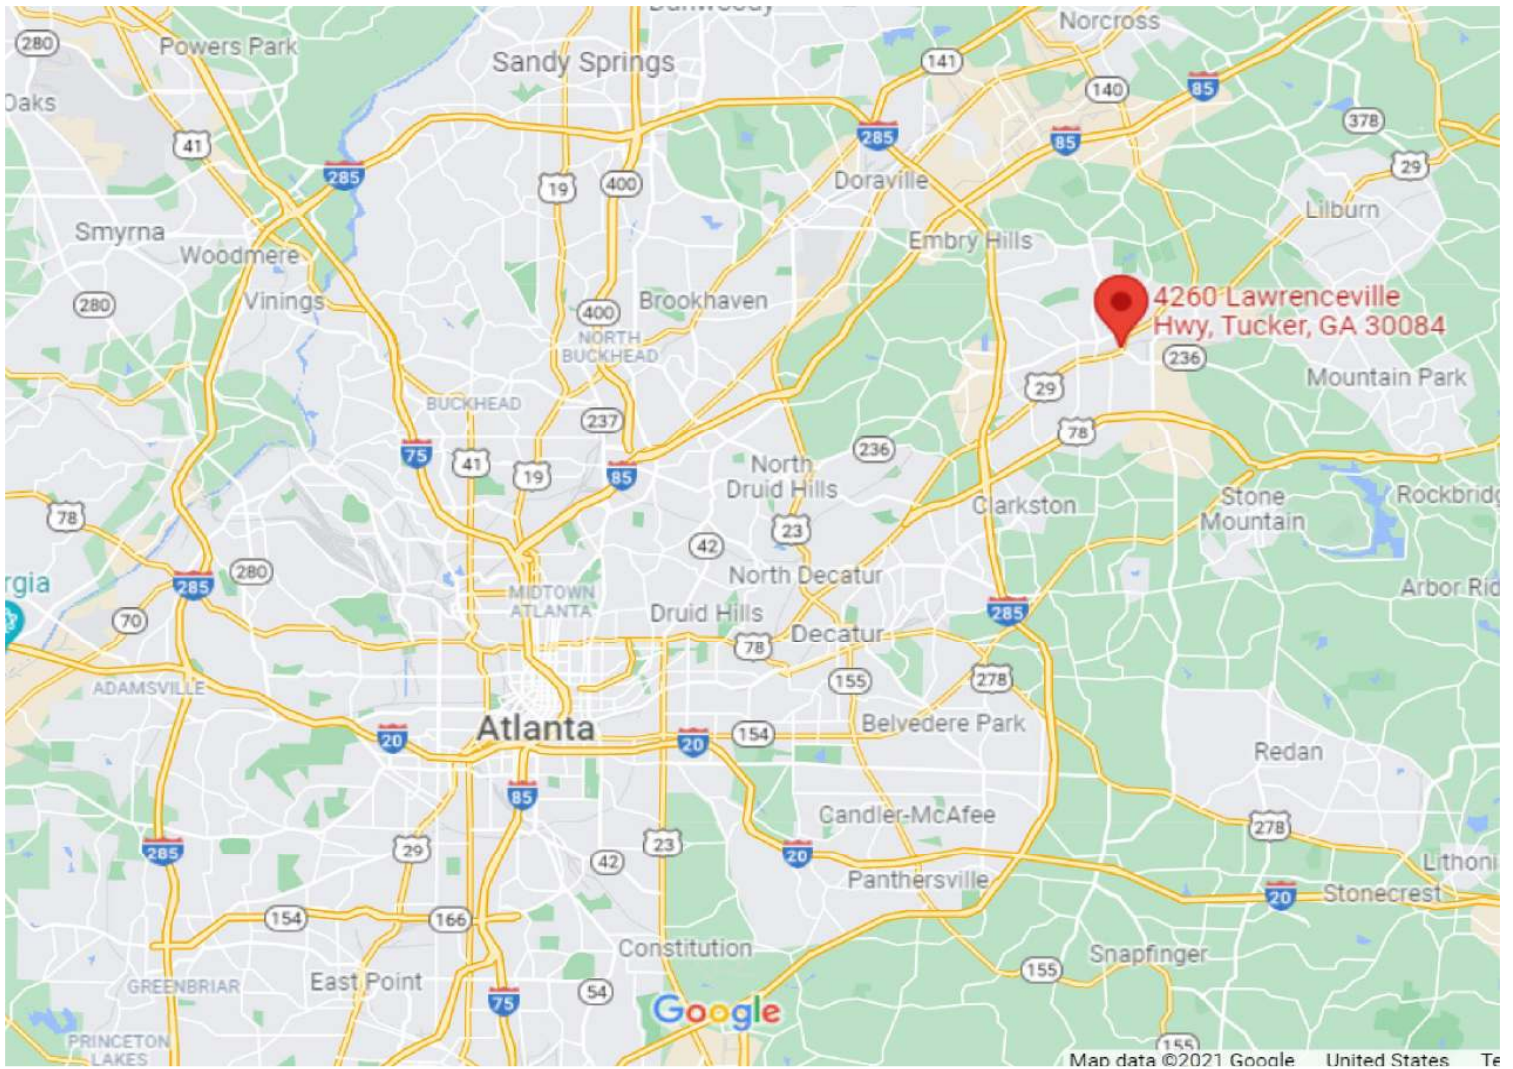 Dunwoody
Norcross
280
Powers Park
Sandy Springs
141
85
140
Oaks
378
41
285
85
29
285
19
400
Doraville
Lilburn
Smyrna
Woodmere
Embry Hills
280
Vinings
400
Brookhaven
4260 Lawrenceville
Hwy, Tucker, GA 30084
NORTH
BUCKHEAD
236
29
Mountain Park
BUCKHEAD
237
78
75
41
19
85
236
North
Druid Hills
78
23
Clarkston
Stone
Mountain
Rockbridg
42
280
rgia
285
North Decatur
MIDTOWN
ATLANTA
Arbor Rid
70
Druid Hills
285
78
Decatur
ADAMSVILLE
155
278
Atlanta
20
20
154
Belvedere Park
Redan
85
Candler-McAfee
278
285
29
42
23
20
Lithoni
Panthersville
20
Stonecrest
154
166
Constitution
Snapfinger
155
GREENBRIAR
East Point
75
54
Google
PRINCETON
LAKES
155
Map data ©2021 Google United States Te